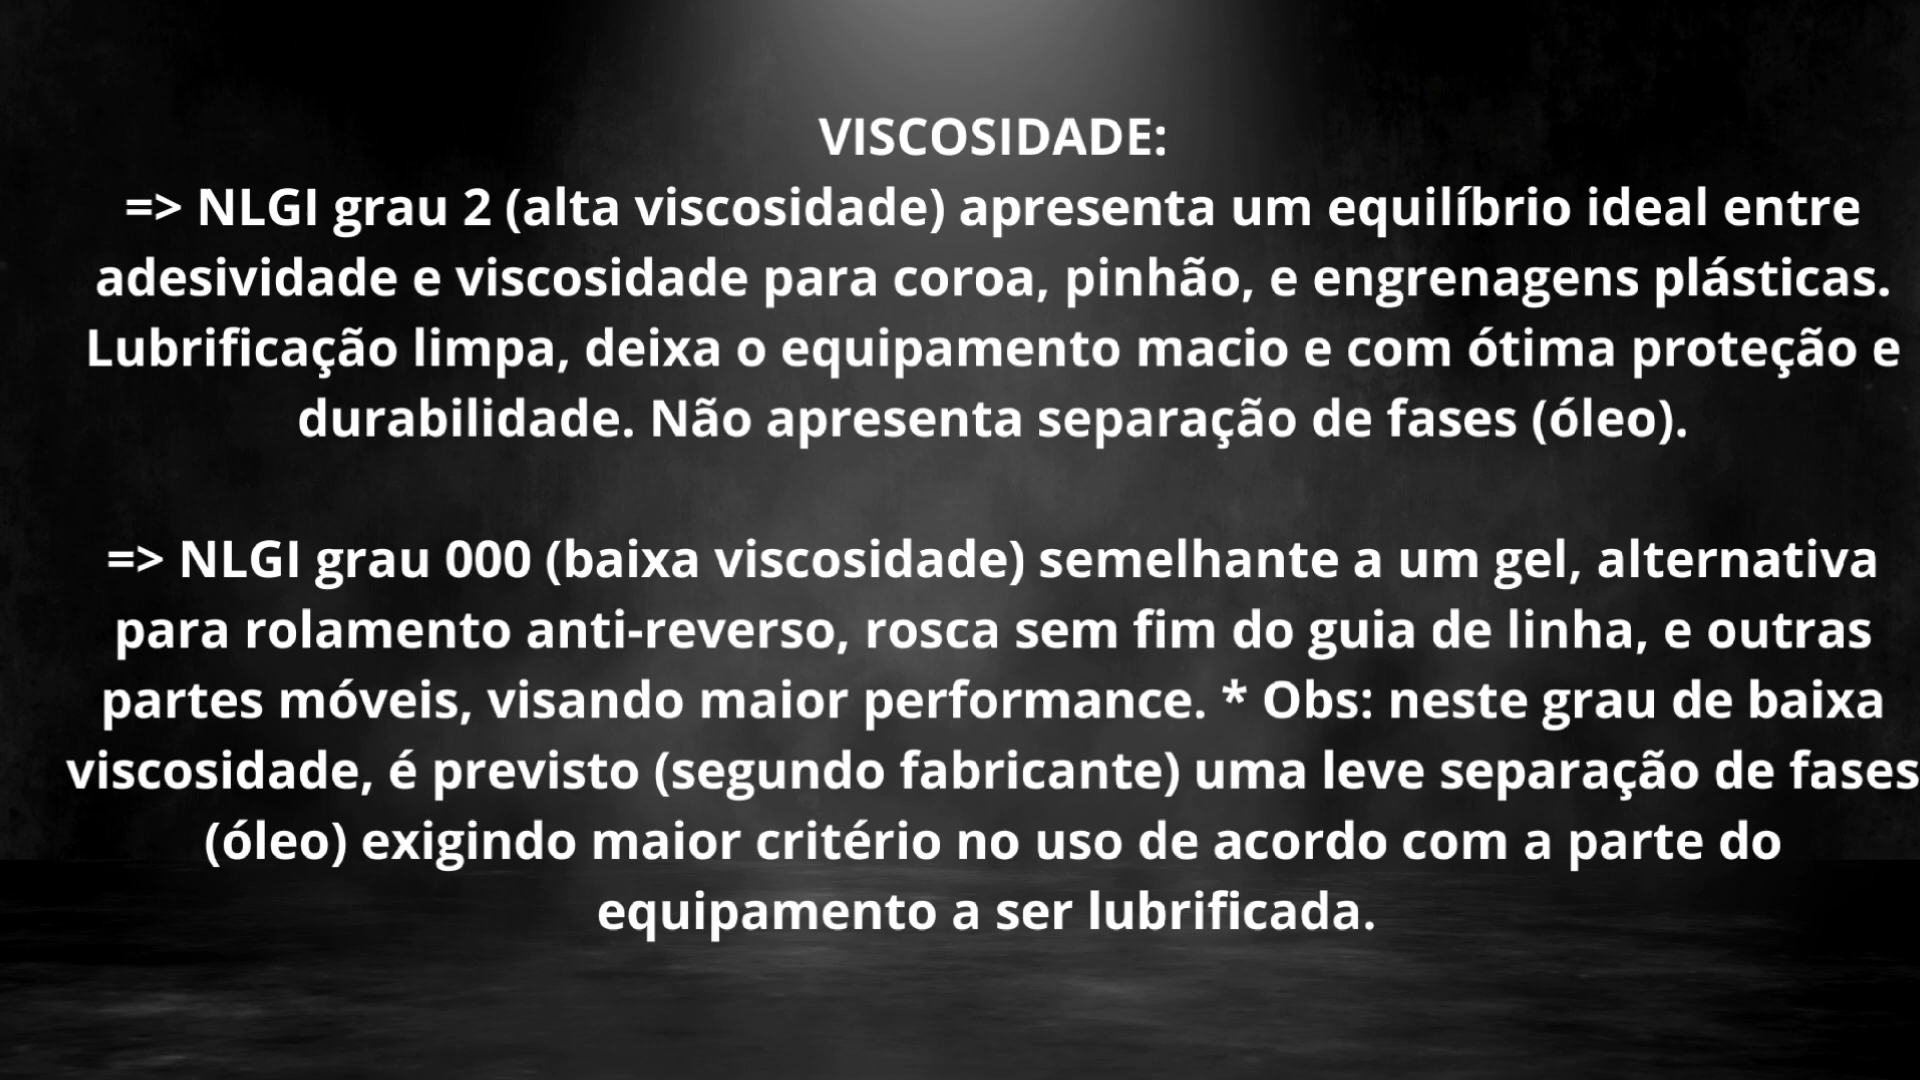 VISCOSIDADE:
=> NLGI grau 2 (alta viscosidade) apresenta um equilíbrio ideal entre
adesividade e viscosidade para coroa, pinhão, e engrenagens plásticas.
Lubrificação limpa, deixa o equipamento macio e com ótima proteção e
durabilidade. Não apresenta separação de fases (óleo).
=> NLGI grau 000 (baixa viscosidade) semelhante a um gel, alternativa
para rolamento anti-reverso, rosca sem fim do guia de linha, e outras
partes móveis, visando maior performance. * Obs: neste grau de baixa
viscosidade, é previsto (segundo fabricante) uma leve separação de fases
(óleo) exigindo maior critério no uso de acordo com a parte do
equipamento a ser lubrificada.